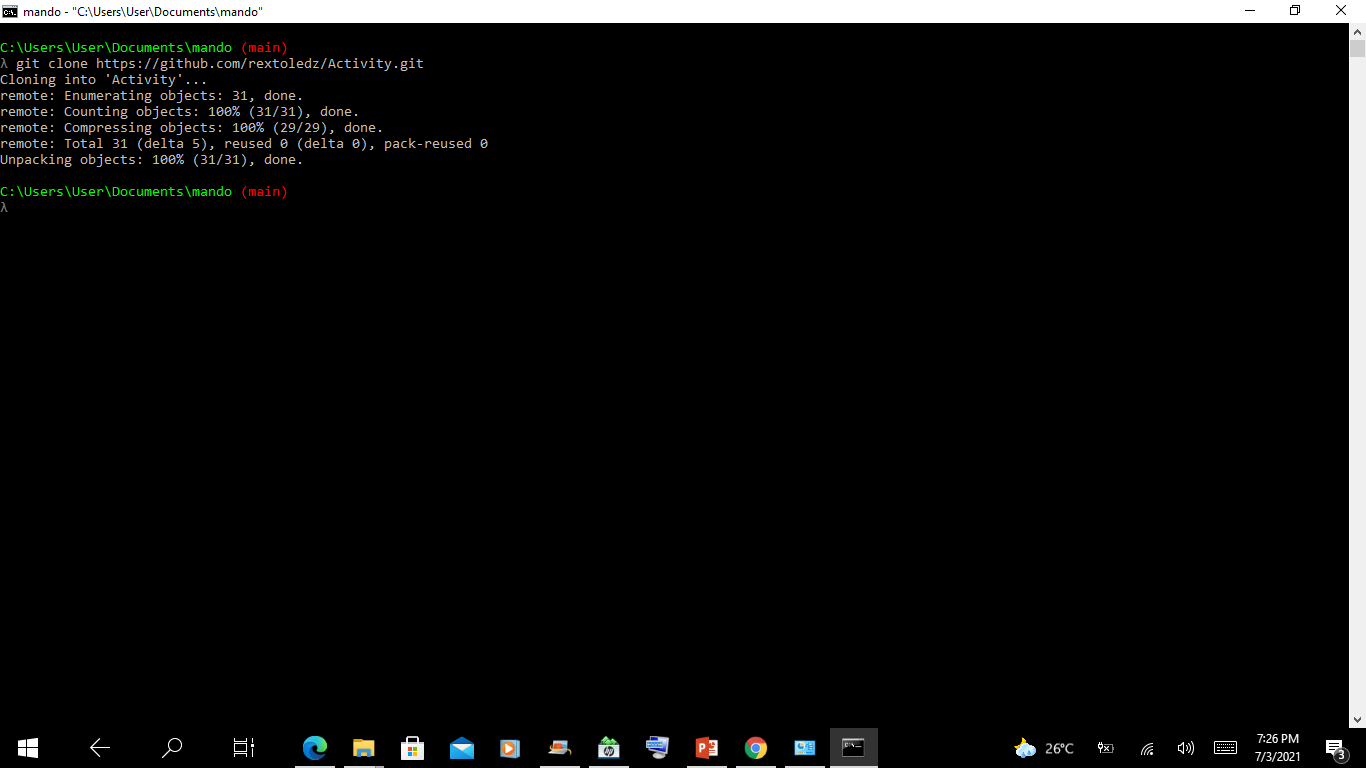 mando - "C:\Users\User\Documents\mando"
C:\Users\User\Documents\mando (main)
λ git clone https://github.com/rextoledz/Activity.git
Cloning into 'Activity'...
remote: Enumerating objects: 31, done.
remote: Counting objects: 100% (31/31), done.
remote: Compressing objects: 100% (29/29), done.
remote: Total 31 (delta 5), reused 0 (delta 0), pack-reused 0
Unpacking objects: 100% (31/31), done.
C:\Users\User\Documents\mando (main)
λ
26°C
7:26 PM
7/3/2021
3